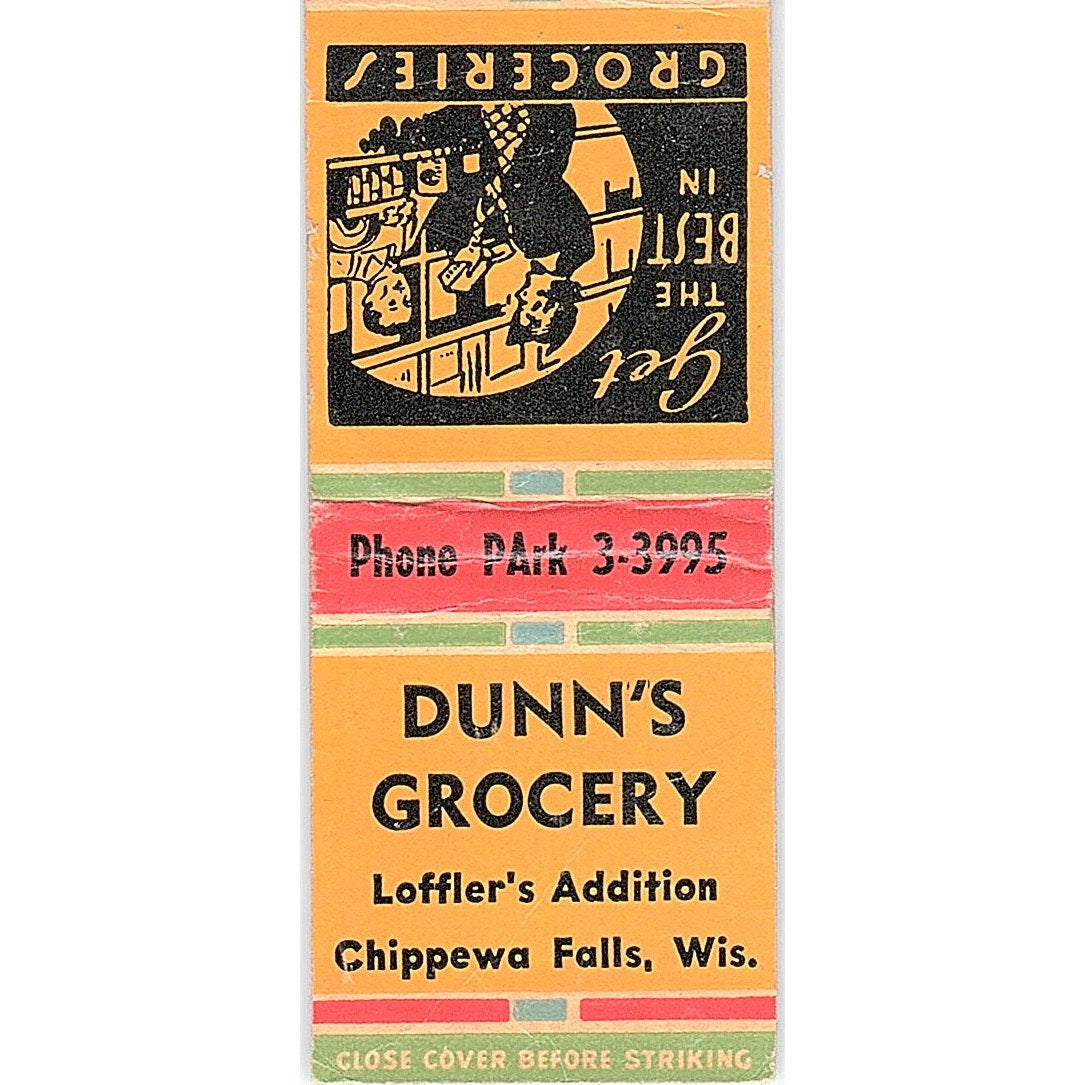 Get
THE
BEST
IN
GROCERIES
Phone PArk 3-3995
DUNN'S
GROCERY
Loffler's Addition
Chippewa Falls, Wis.
CLOSE COVER BEFORE STRIKING